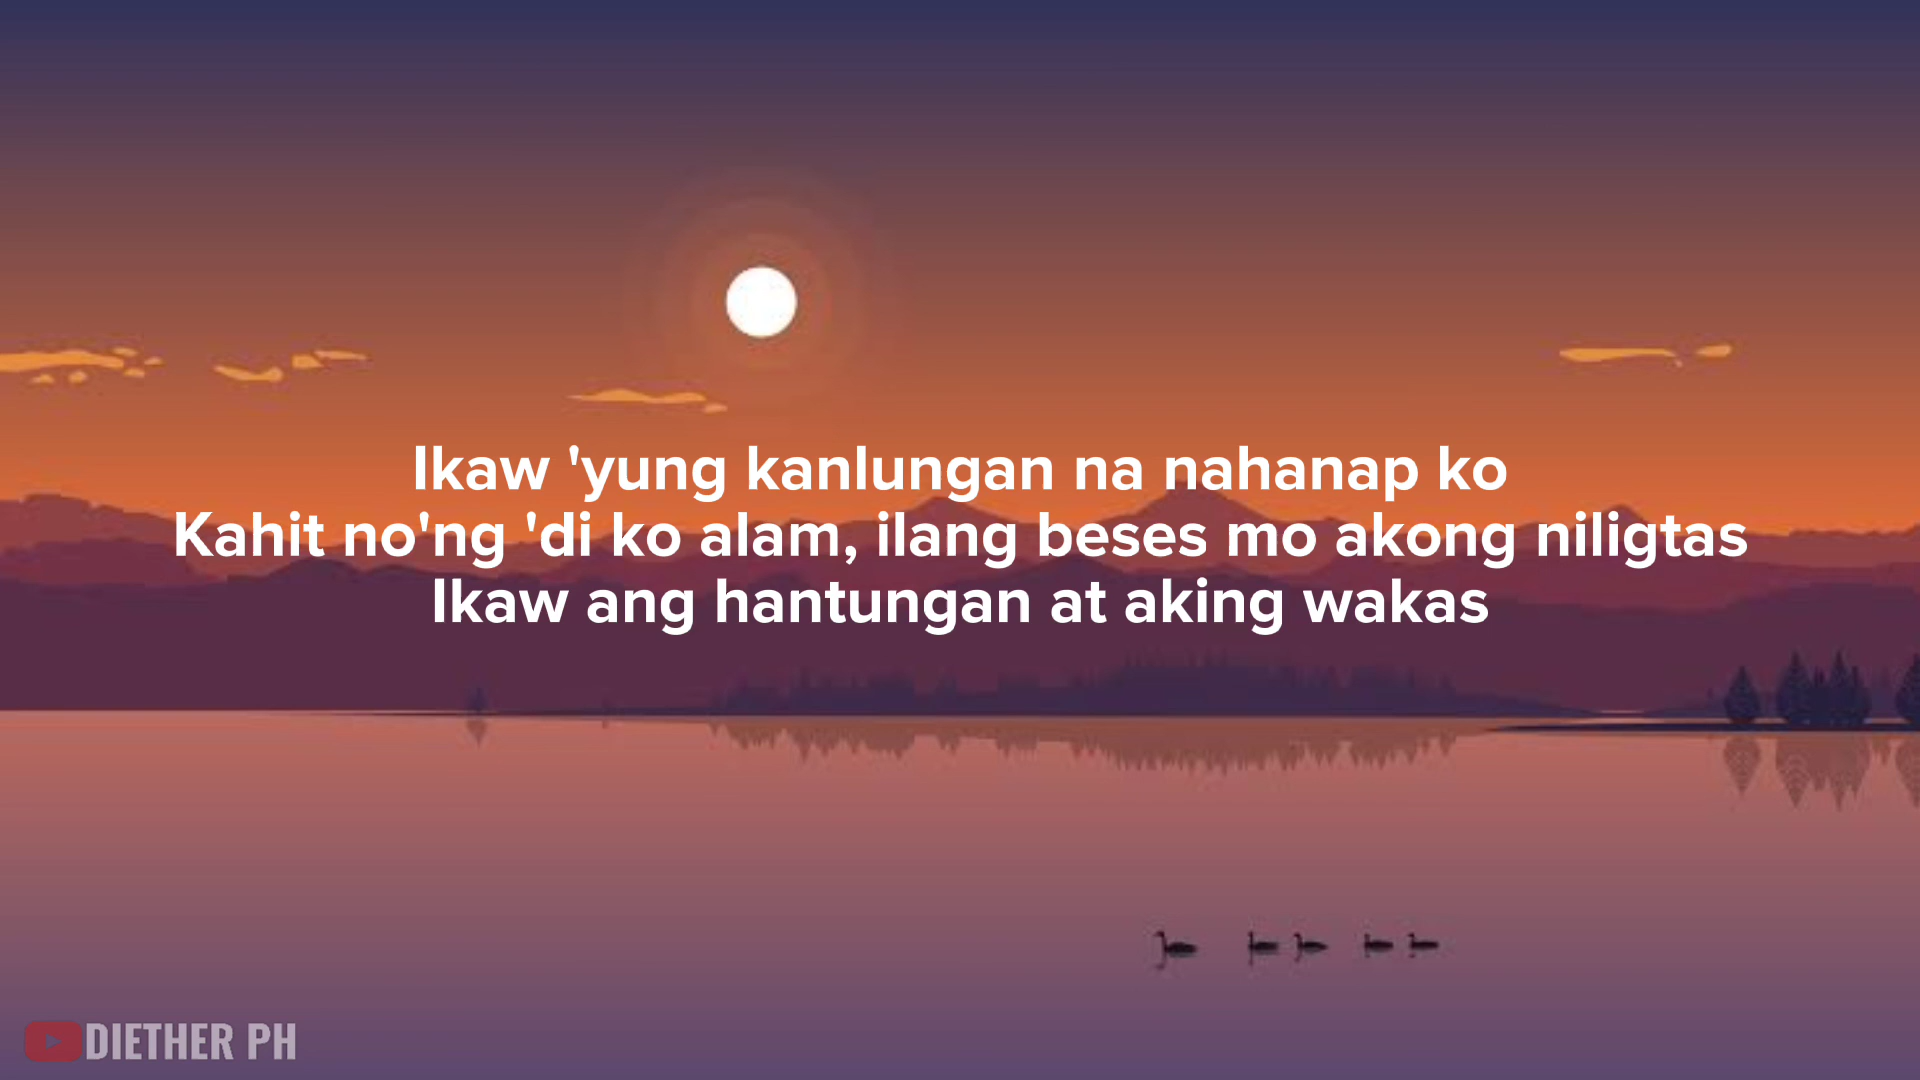 Ikaw 'yung kanlungan na nahanap ko
Kahit no'ng 'di ko alam, ilang beses mo akong niligtas
Ikaw ang hantungan at aking wakas
DIETHER PH